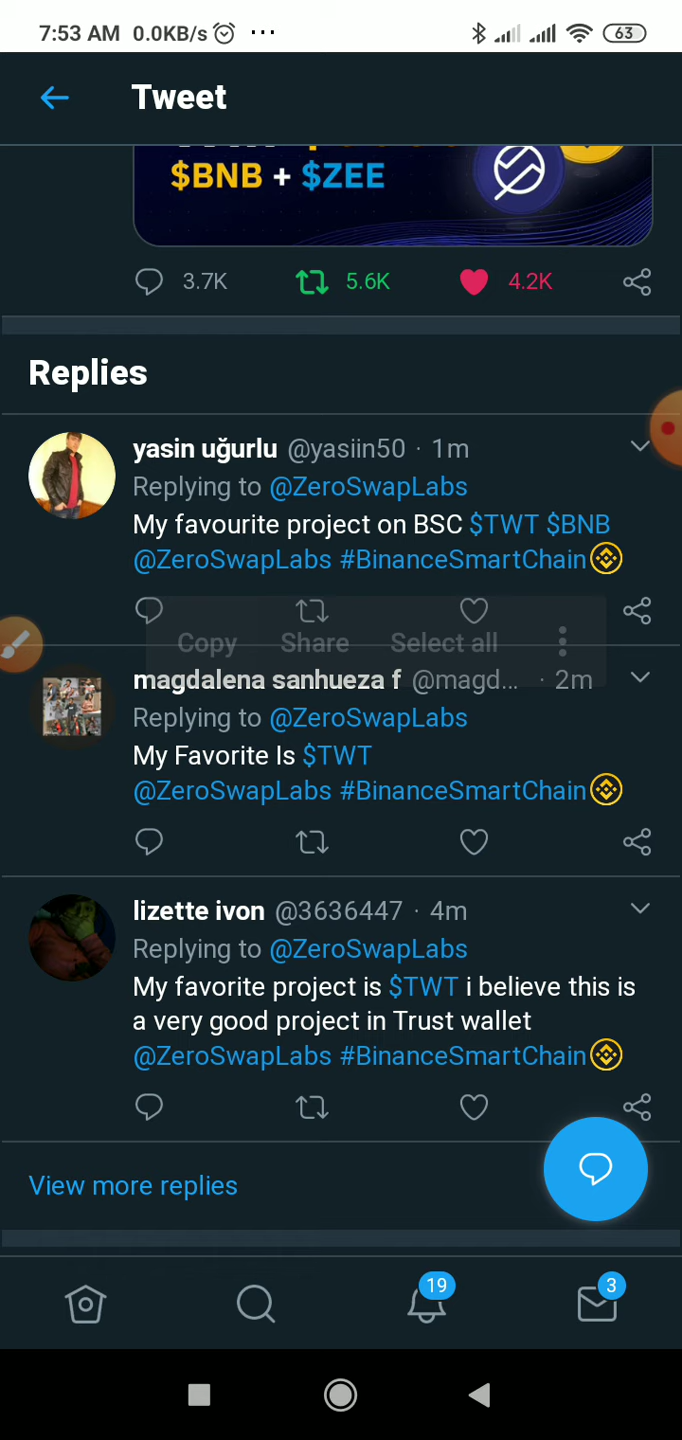 7:53 AM 0.0KB/s ... 63
Tweet
$BNB + $ZEE
3.7K 5.6K 4.2K
Replies
yasin uğurlu @yasiin50 · 1m
Replying to @ZeroSwapLabs
My favourite project on BSC $TWT $BNB
@ZeroSwapLabs #BinanceSmartChain
Copy Share Select all
magdalena sanhueza f @magd... · 2m
Replying to @ZeroSwapLabs
My Favorite Is $TWT
@ZeroSwapLabs #BinanceSmartChain
lizette ivon @3636447 · 4m
Replying to @ZeroSwapLabs
My favorite project is $TWT i believe this is
a very good project in Trust wallet
@ZeroSwapLabs #BinanceSmartChain
View more replies
19 3